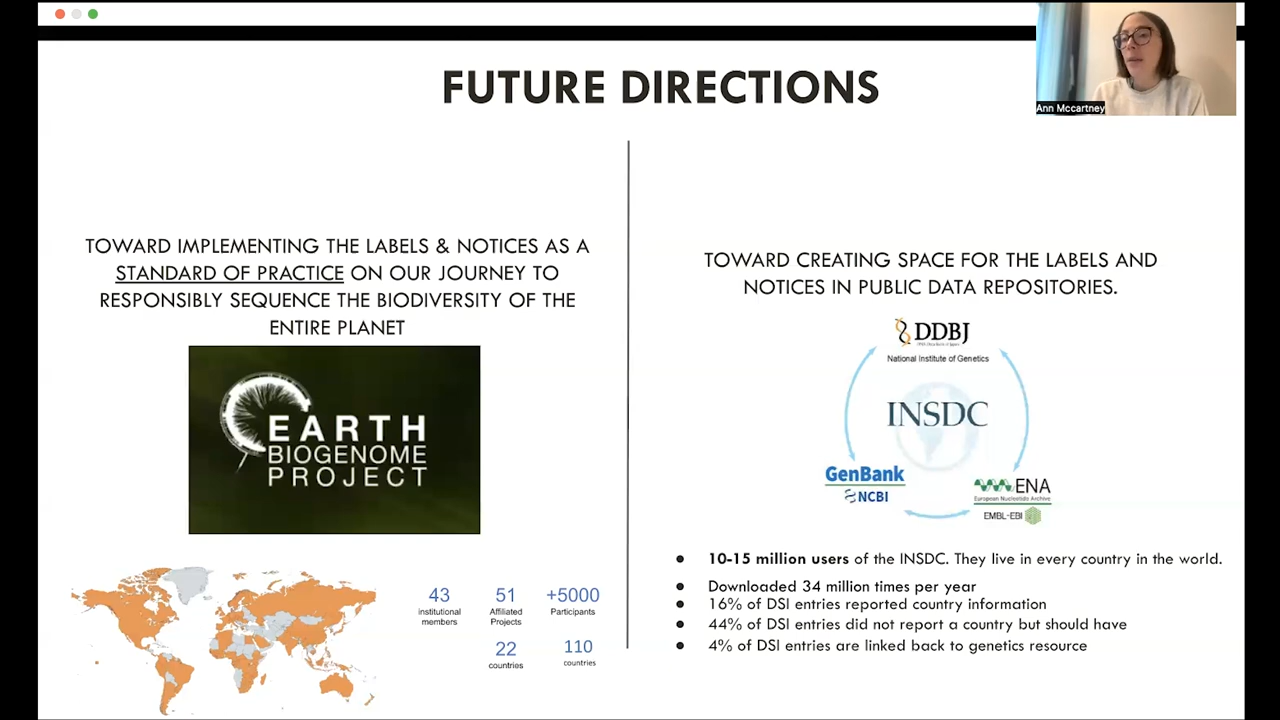 FUTURE DIRECTIONS
Ann Mccartney
TOWARD IMPLEMENTING THE LABELS & NOTICES AS A
STANDARD OF PRACTICE ON OUR JOURNEY TO
RESPONSIBLY SEQUENCE THE BIODIVERSITY OF THE
ENTIRE PLANET
EARTH
BIOGENOME
PROJECT
43
institutional
members
51
Affiliated
Projects
+5000
Participants
22
countries
110
countries
TOWARD CREATING SPACE FOR THE LABELS AND
NOTICES IN PUBLIC DATA REPOSITORIES.
DDBJ
National Institute of Genetics
INSDC
GenBank
NCBI
ENA
European Nucleotide Archive
EMBL-EBI
● 10-15 million users of the INSDC. They live in every country in the world.
● Downloaded 34 million times per year
● 16% of DSI entries reported country information
● 44% of DSI entries did not report a country but should have
● 4% of DSI entries are linked back to genetics resource